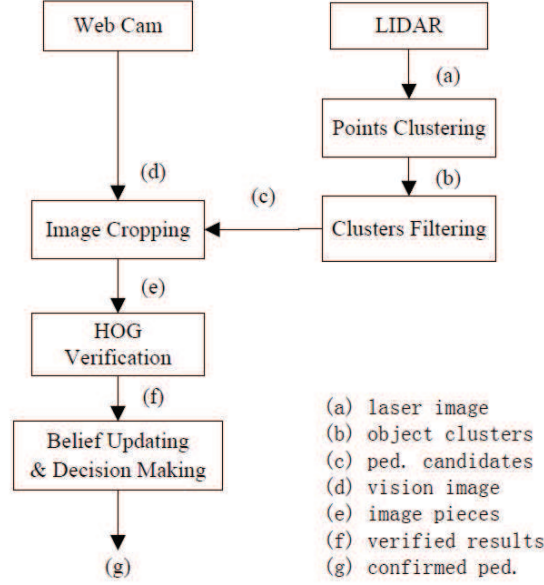 Web Cam
LIDAR
(a)
Points Clustering
(b)
(d)
(c)
Image Cropping
Clusters Filtering
(e)
HOG
Verification
(f)
Belief Updating
& Decision Making
(g)
(a) laser image
(b) object clusters
(c) ped. candidates
(d) vision image
(e) image pieces
(f) verified results
(g) confirmed ped.